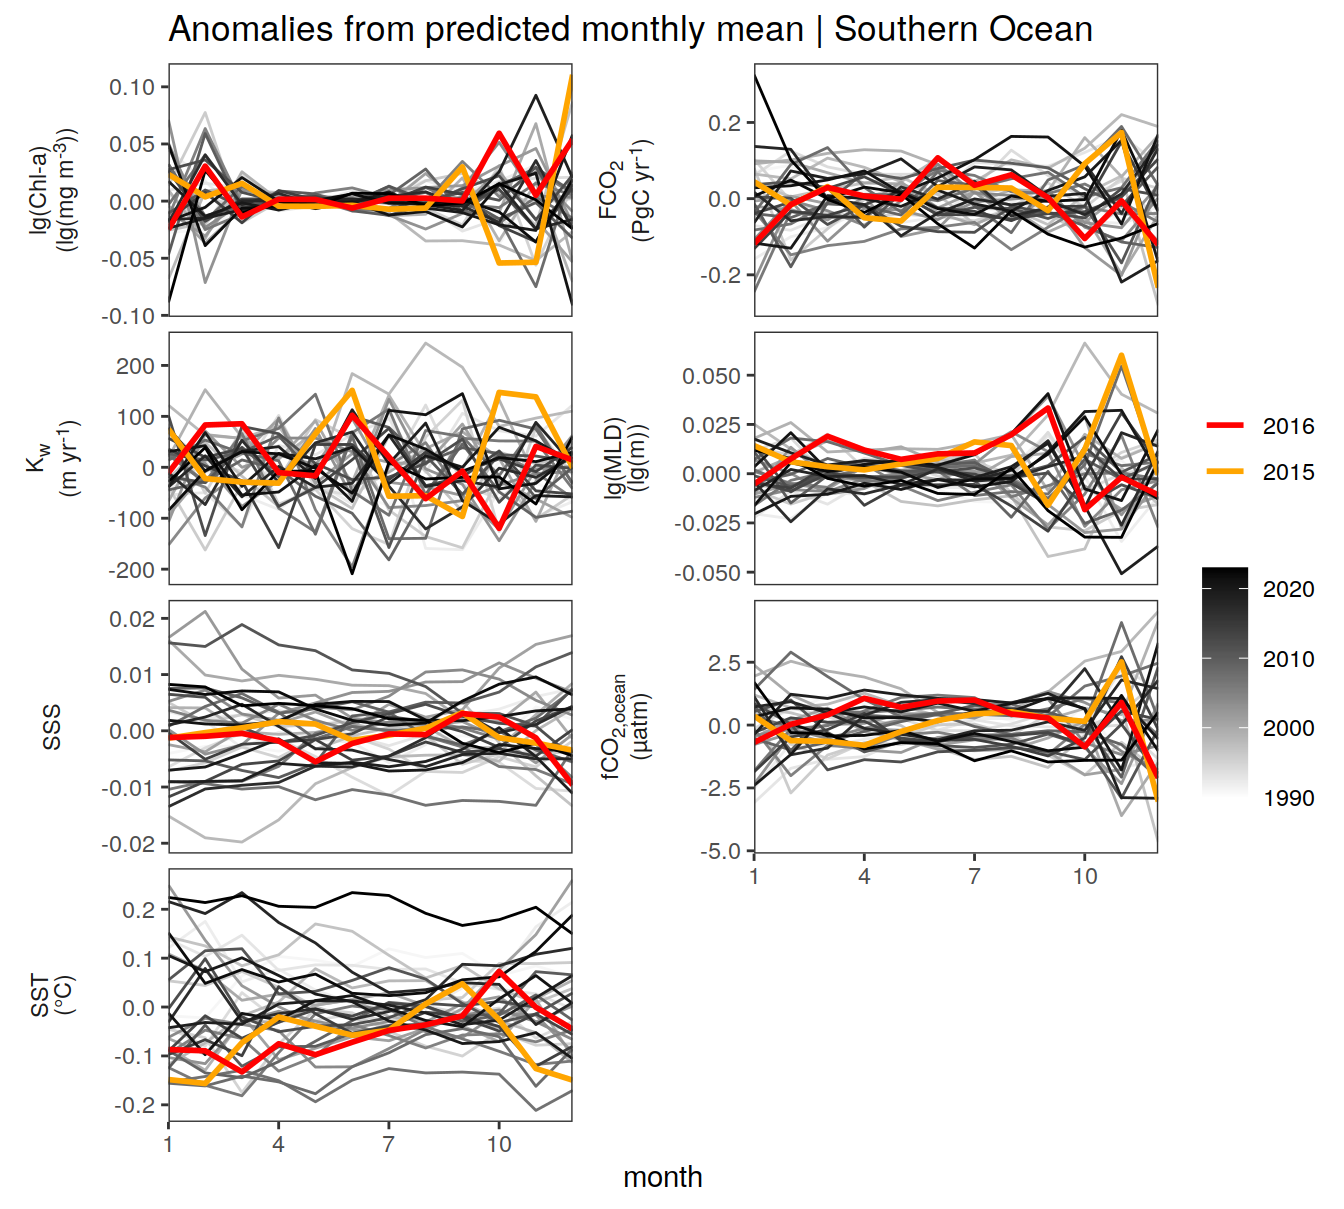 Anomalies from predicted monthly mean | Southern Ocean
lg(Chl-a)
(lg(mg m⁻³))
0.10
0.05
0.00
-0.05
-0.10
FCO₂
(PgC yr⁻¹)
0.2
0.0
-0.2
K_w
(m yr⁻¹)
200
100
0
-100
-200
lg(MLD)
(lg(m))
0.050
0.025
0.000
-0.025
-0.050
SSS
0.02
0.01
0.00
-0.01
-0.02
fCO₂,ocean
(µatm)
2.5
0.0
-2.5
-5.0
1 4 7 10
SST
(°C)
0.2
0.1
0.0
-0.1
-0.2
1 4 7 10
month
2016
2015
2020
2010
2000
1990